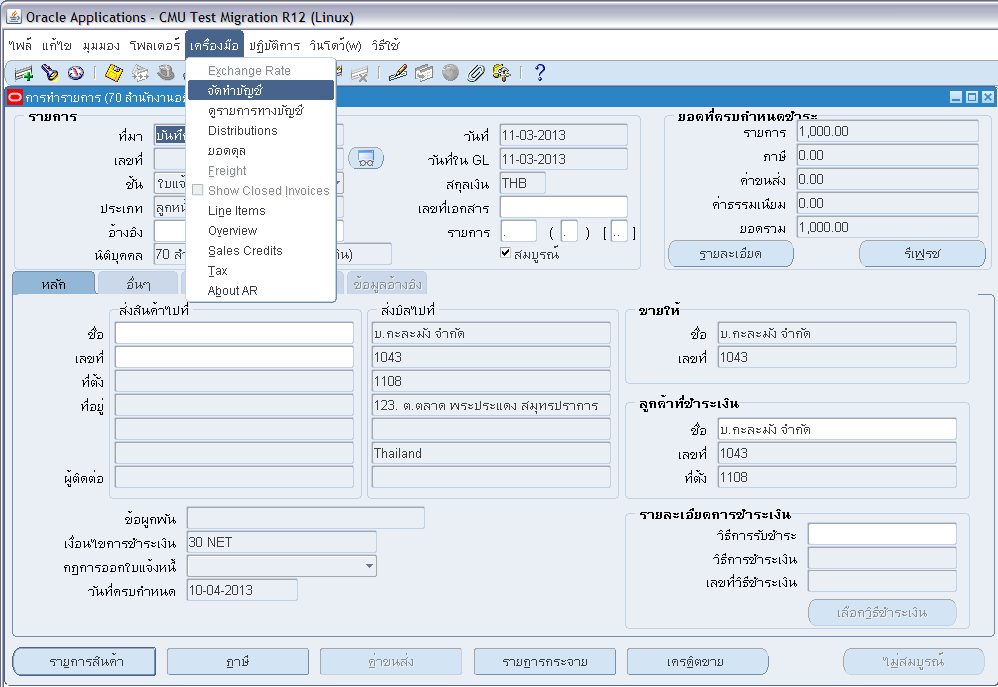 Oracle Applications - CMU Test Migration R12 (Linux)
ไฟล์ แก้ไข มุมมอง โฟลเดอร์ เครื่องมือ ปฏิบัติการ วินโดว์(W) วิธีใช้
Exchange Rate
จัดทำบัญชี
ดูรายการทางบัญชี
Distributions
ยอดดุล
Freight
Show Closed Invoices
Line Items
Overview
Sales Credits
Tax
About AR
การทำรายการ (70
รายการ
ที่มา
เลขที่
ชั้น
ประเภท
อ้างอิง
นิติบุคคล 70
วันที่ 11-03-2013
วันที่ใน GL 11-03-2013
สกุลเงิน THB
เลขที่เอกสาร
รายการ . ( . ) [ .. ]
สมบูรณ์
ยอดที่ครบกำหนดชำระ
รายการ 1,000.00
ภาษี 0.00
ค่าขนส่ง 0.00
ค่าธรรมเนียม 0.00
ยอดรวม 1,000.00
รายละเอียด รีเฟรช
หลัก อื่นๆ ข้อมูลอ้างอิง
ส่งสินค้าไปที่
ชื่อ
เลขที่
ที่ตั้ง
ที่อยู่
ผู้ติดต่อ
ส่งบิลไปที่
บ.กะละมัง จำกัด
1043
1108
123. ต.ตลาด พระประแดง สมุทรปราการ
Thailand
ขายให้
ชื่อ บ.กะละมัง จำกัด
เลขที่ 1043
ลูกค้าที่ชำระเงิน
ชื่อ บ.กะละมัง จำกัด
เลขที่ 1043
ที่ตั้ง 1108
ข้อผูกพัน
เงื่อนไขการชำระเงิน 30 NET
กฎการออกใบแจ้งหนี้
วันที่ครบกำหนด 10-04-2013
รายละเอียดการชำระเงิน
วิธีการรับชำระ
วิธีการชำระเงิน
เลขที่วิธีชำระเงิน
เลือกวิธีชำระเงิน
รายการสินค้า ภาษี ค่าขนส่ง รายการกระจาย เครดิตขาย ไม่สมบูรณ์